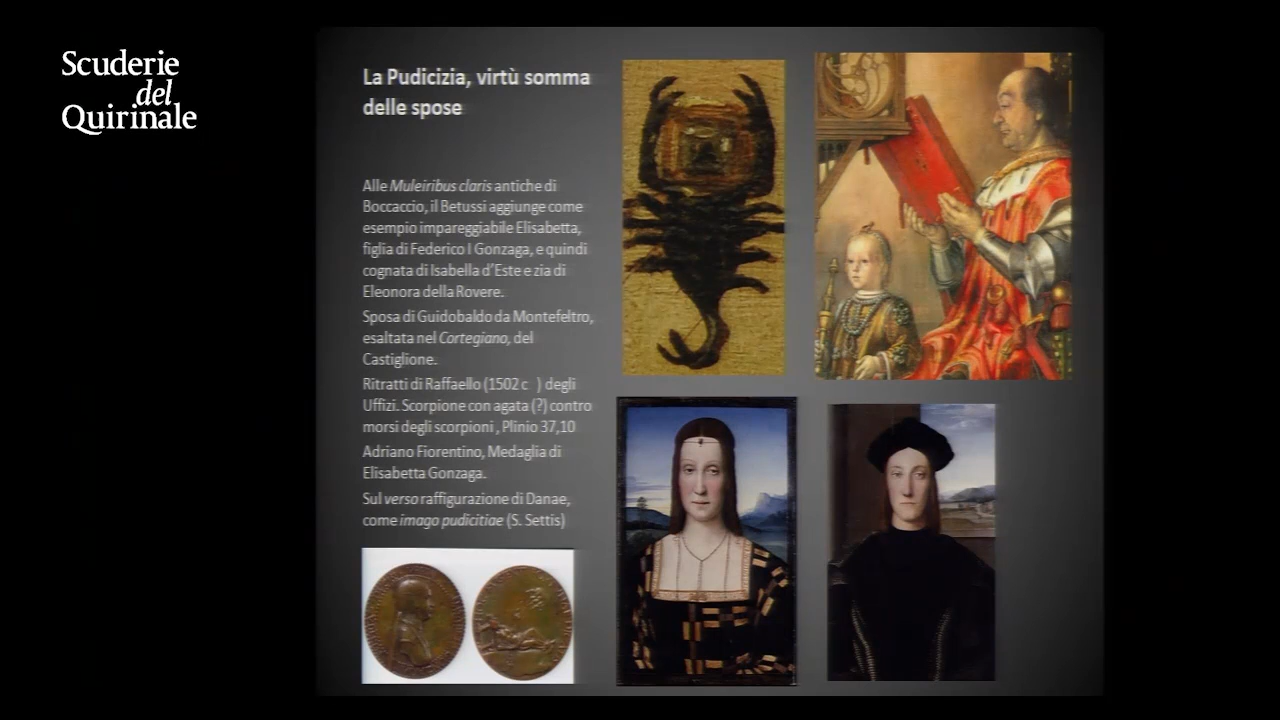 Scuderie
del
Quirinale
La Pudicizia, virtù somma
delle spose
Alle Muleiribus claris antiche di
Boccaccio, il Betussi aggiunge come
esempio impareggiabile Elisabetta,
figlia di Federico I Gonzaga, e quindi
cognata di Isabella d'Este e zia di
Eleonora della Rovere.
Sposa di Guidobaldo da Montefeltro,
esaltata nel Cortegiano, del
Castiglione.
Ritratti di Raffaello (1502 c ) degli
Uffizi. Scorpione con agata (?) contro
morsi degli scorpioni , Plinio 37,10
Adriano Fiorentino, Medaglia di
Elisabetta Gonzaga.
Sul verso raffigurazione di Danae,
come imago pudicitiae (S. Settis)